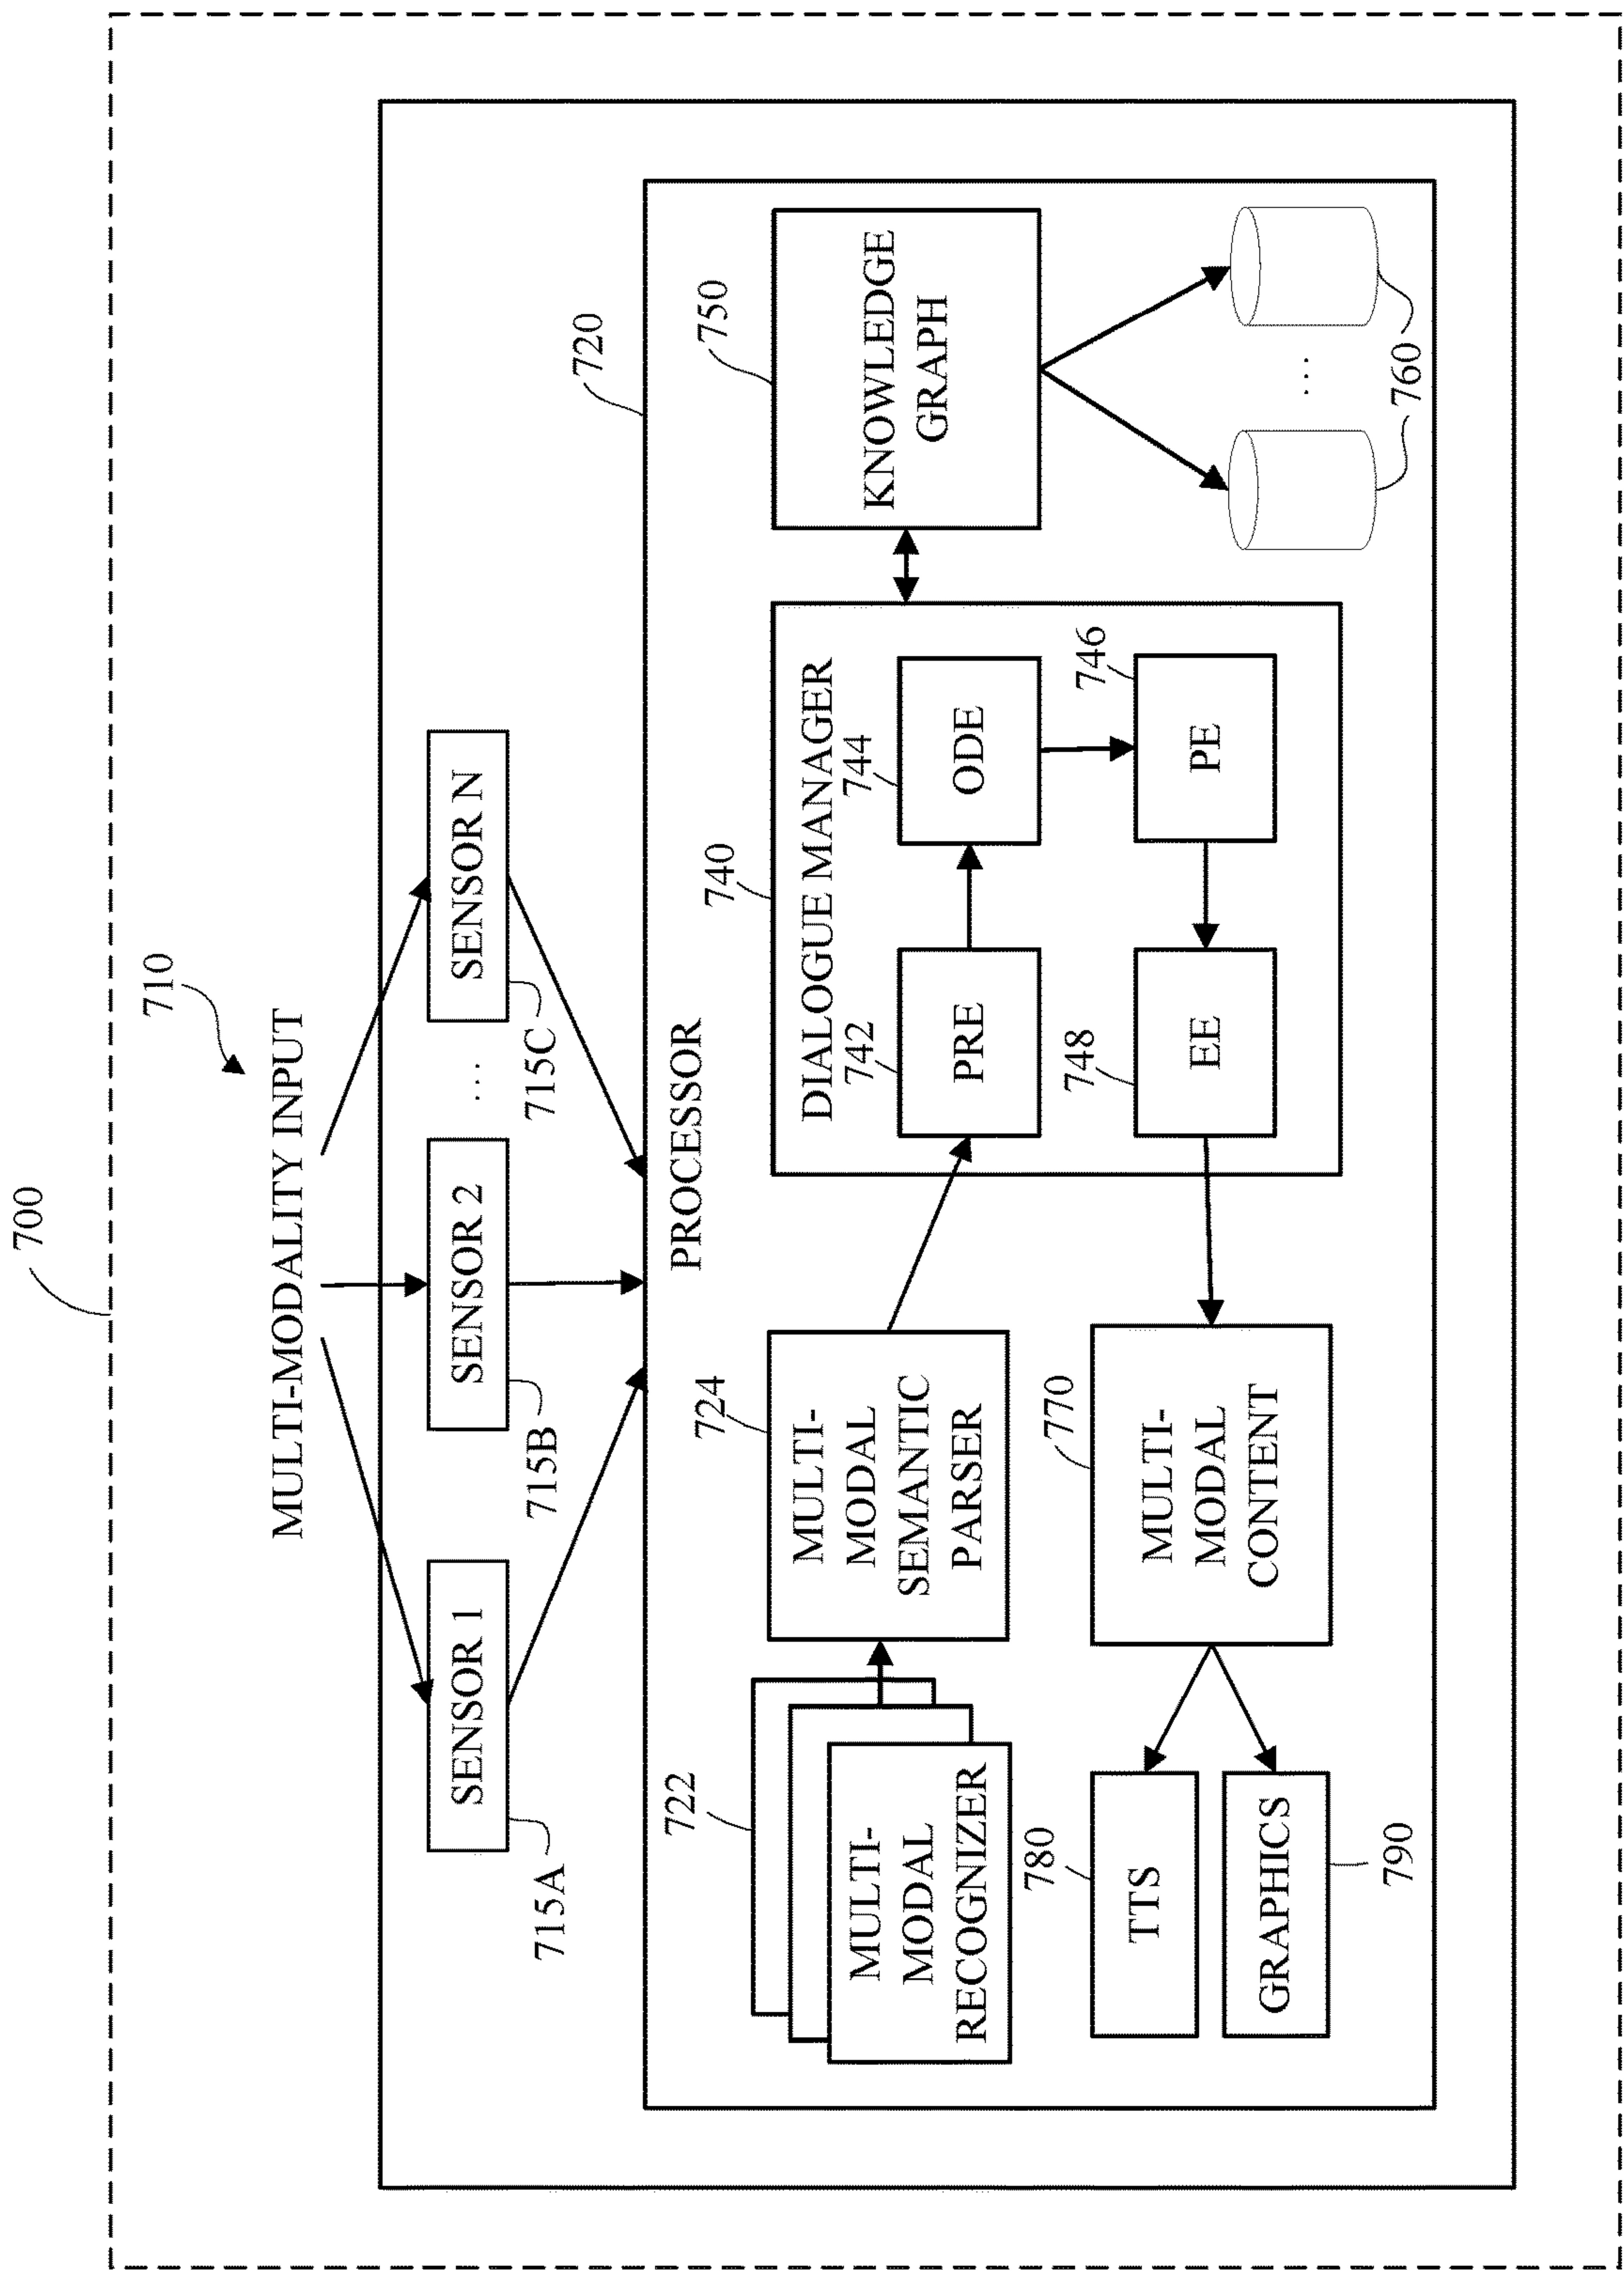 700
710
MULTI-MODALITY INPUT
SENSOR 1
SENSOR 2
...
SENSOR N
715A
715B
715C
720
PROCESSOR
722
MULTI-
MODAL
RECOGNIZER
724
MULTI-
MODAL
SEMANTIC
PARSER
740
DIALOGUE MANAGER
742
PRE
744
ODE
746
PE
748
EE
750
KNOWLEDGE
GRAPH
...
760
770
MULTI-
MODAL
CONTENT
780
TTS
GRAPHICS
790